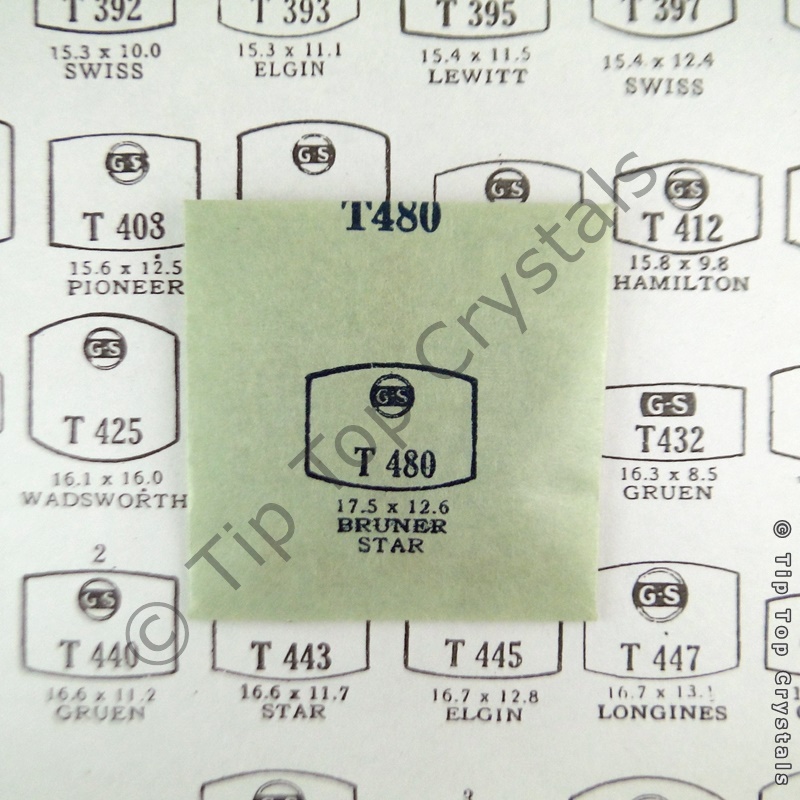 T 392
15.3 x 10.0
SWISS
T 393
15.3 x 11.1
ELGIN
T 395
15.4 x 11.5
LEWITT
T 397
15.4 x 12.4
SWISS
G-S
T 408
15.6 x 12.5
PIONEER
G-S
G-S
G-S
T 412
15.8 x 9.8
HAMILTON
T480
G-S
T 480
17.5 x 12.6
BRUNER
STAR
G-S
T 425
16.1 x 16.0
WADSWORTH
G-S
T432
16.3 x 8.5
GRUEN
2
G-S
T 440
16.6 x 11.2
GRUEN
T 443
16.6 x 11.7
STAR
T 445
16.7 x 12.8
ELGIN
G-S
T 447
16.7 x 13.1
LONGINES
© Tip Top Crystals
© Tip Top Crystals